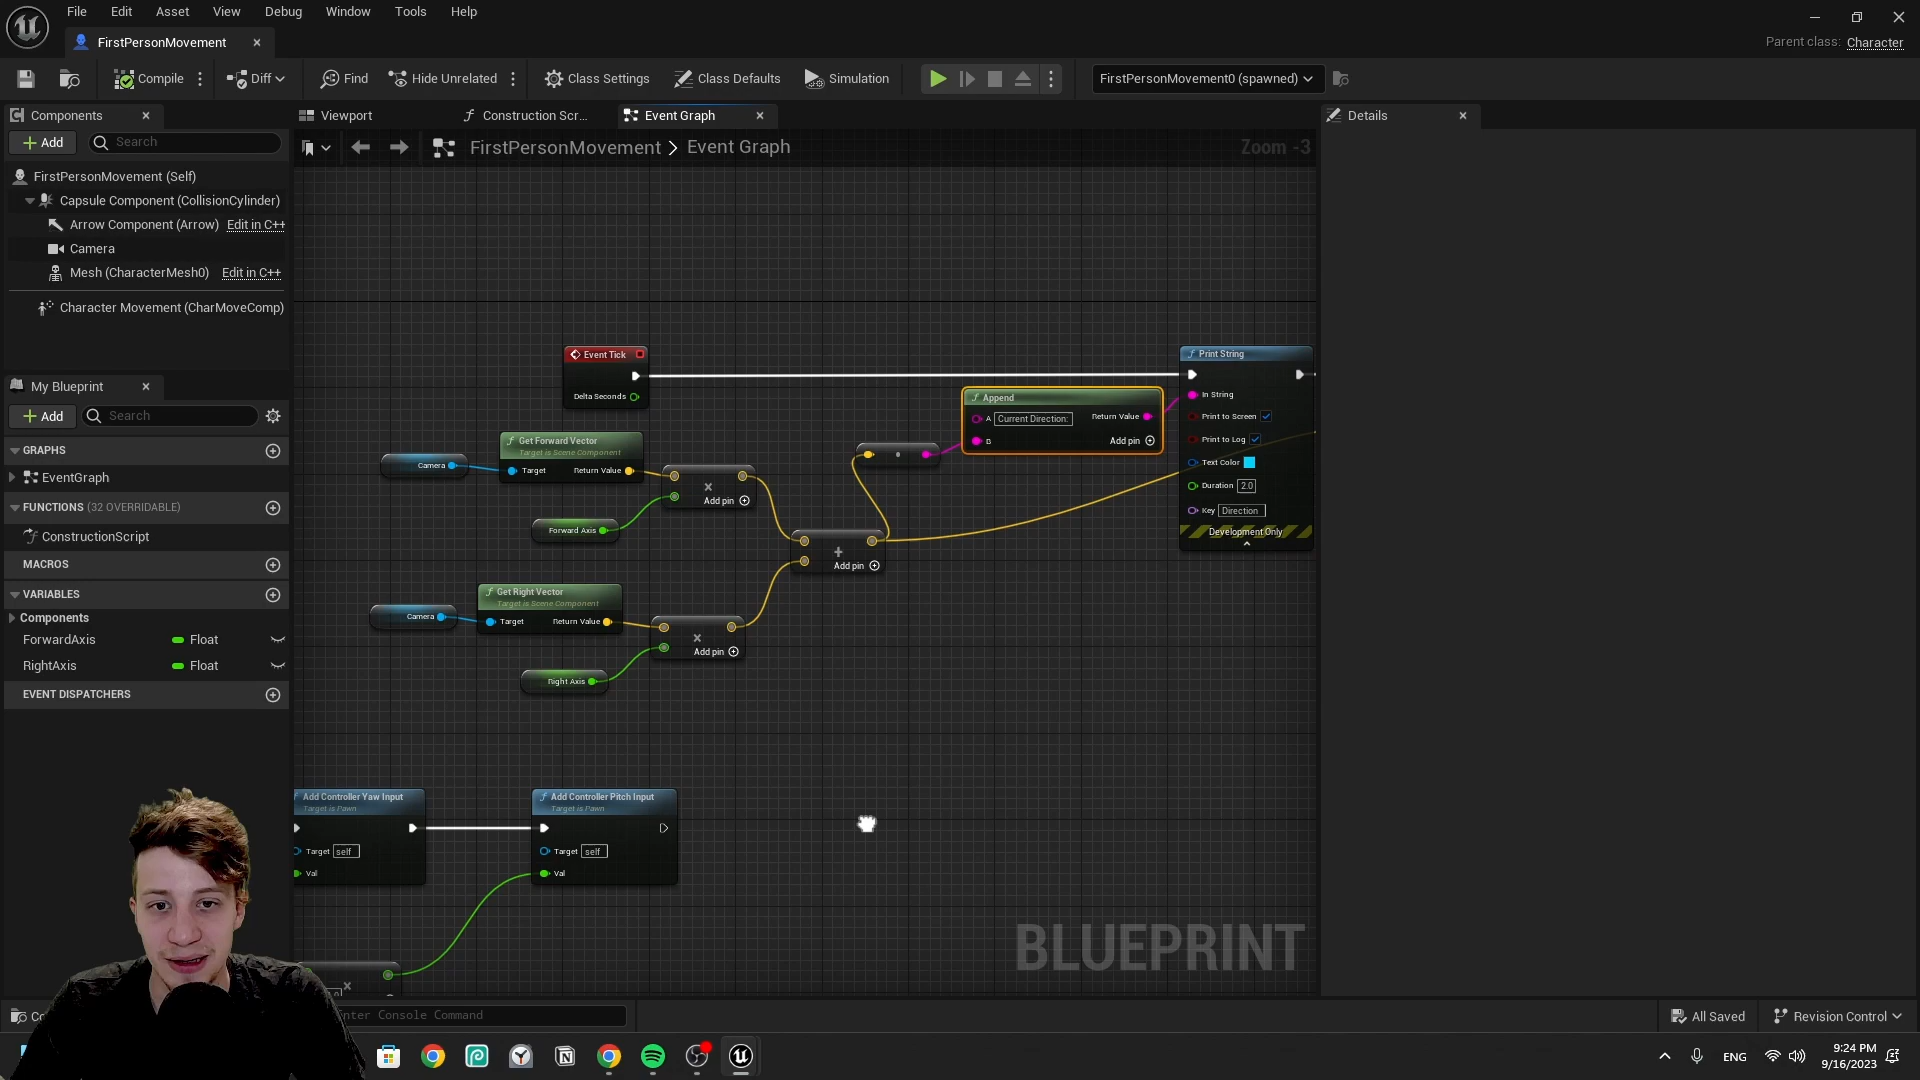 File Edit Asset View Debug Window Tools Help
FirstPersonMovement
Parent class: Character
Compile Diff Find Hide Unrelated Class Settings Class Defaults Simulation FirstPersonMovement0 (spawned)
Components
Add Search
FirstPersonMovement (Self)
Capsule Component (CollisionCylinder)
Arrow Component (Arrow) Edit in C++
Camera
Mesh (CharacterMesh0) Edit in C++
Character Movement (CharMoveComp)
My Blueprint
Add Search
GRAPHS
EventGraph
FUNCTIONS (32 OVERRIDABLE)
ConstructionScript
MACROS
VARIABLES
Components
ForwardAxis Float
RightAxis Float
EVENT DISPATCHERS
Viewport Construction Scr... Event Graph
FirstPersonMovement > Event Graph
Zoom -3
Event Tick
Delta Seconds
Get Forward Vector
Target is Scene Component
Camera
Target Return Value
Add pin
Forward Axis
Get Right Vector
Target is Scene Component
Camera
Target Return Value
Add pin
Right Axis
Add pin
Append
A Current Direction: Return Value
B Add pin
Print String
In String
Print to Screen
Print to Log
Text Color
Duration 2.0
Key Direction
Development Only
Add Controller Yaw Input
Target is Pawn
Target self
Val
Add Controller Pitch Input
Target is Pawn
Target self
Val
BLUEPRINT
Details
nter Console Command
All Saved Revision Control
ENG
9:24 PM
9/16/2023